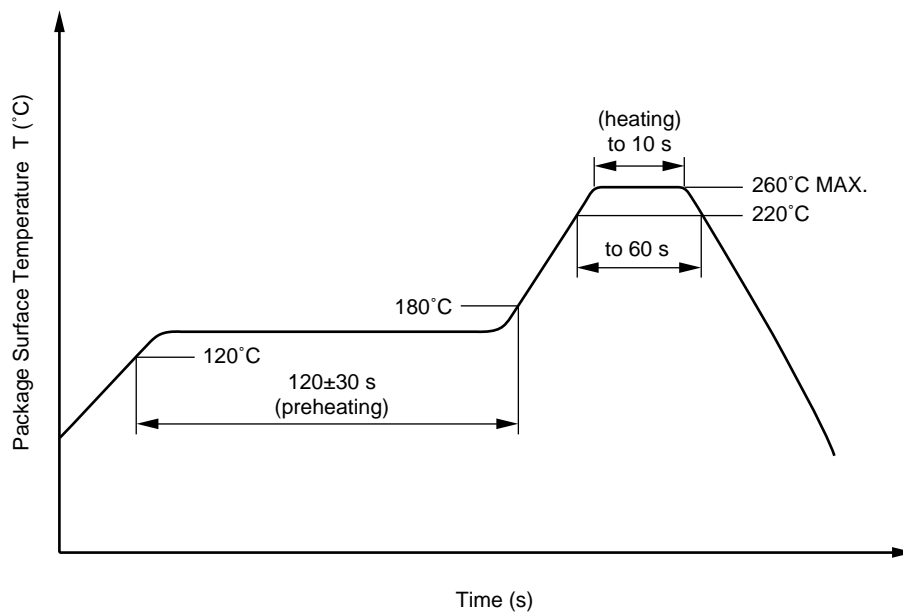 Package Surface Temperature T (˚C)
(heating)
to 10 s
260˚C MAX.
220˚C
to 60 s
180˚C
120˚C
120±30 s
(preheating)
Time (s)